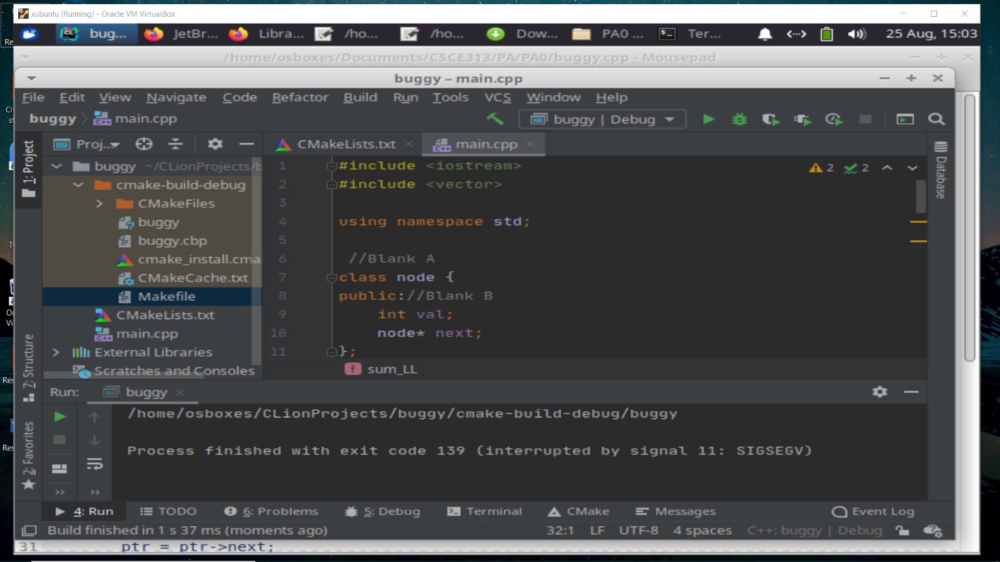 xubuntu [Running] - Oracle VM VirtualBox
bug... JetBr... Libra... /ho... /ho... Dow... PA0 ... Ter... 25 Aug, 15:03
/home/osboxes/Documents/CSCE313/PA/PA0/buggy.cpp - Mousepad
buggy – main.cpp
File Edit View Navigate Code Refactor Build Run Tools VCS Window Help
buggy main.cpp buggy | Debug
1: Project
Proj... CMakeLists.txt main.cpp
buggy ~/CLionProjects/b
cmake-build-debug
CMakeFiles
buggy
buggy.cbp
cmake_install.cma
CMakeCache.txt
Makefile
CMakeLists.txt
main.cpp
External Libraries
Scratches and Consoles
1 #include <iostream>
2 #include <vector>
3
4 using namespace std;
5
6 //Blank A
7 class node {
8 public://Blank B
9 int val;
10 node* next;
11 };
2 2
Database
f sum_LL
7: Structure
2: Favorites
Run: buggy
/home/osboxes/CLionProjects/buggy/cmake-build-debug/buggy
Process finished with exit code 139 (interrupted by signal 11: SIGSEGV)
4: Run TODO 6: Problems 5: Debug Terminal CMake Messages Event Log
Build finished in 1 s 37 ms (moments ago) 32:1 LF UTF-8 4 spaces C++: buggy | Debug
31 ptr = ptr->next;